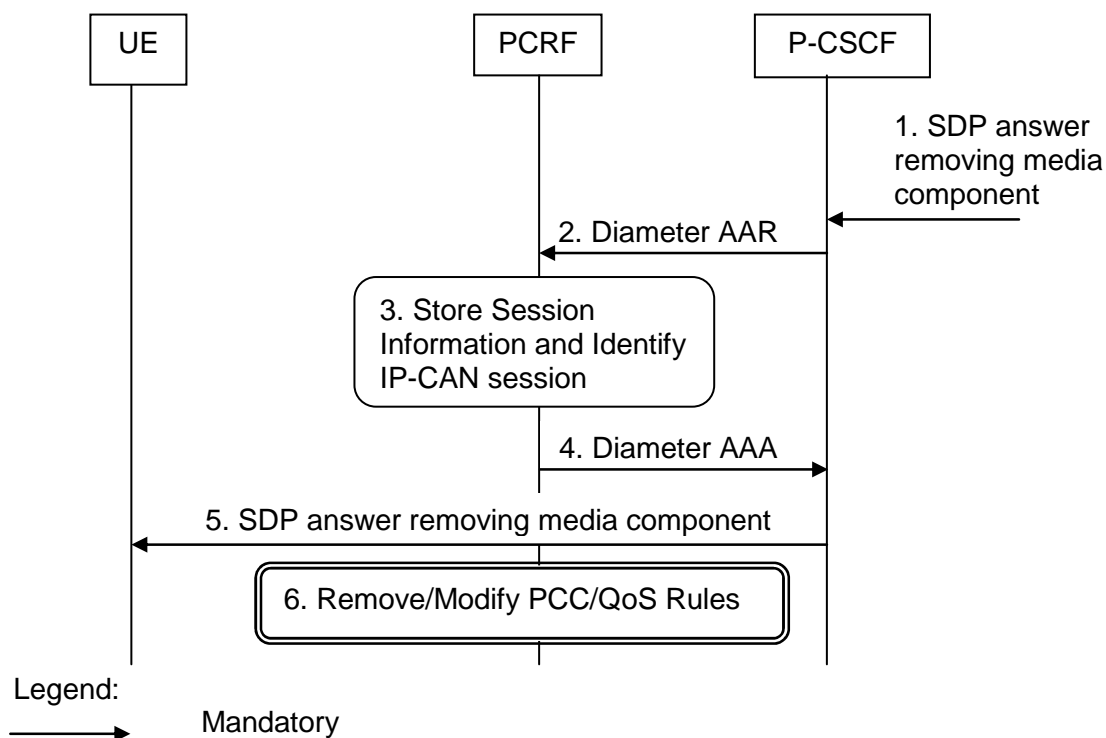 UE
PCRF
P-CSCF
1. SDP answer
removing media
component
2. Diameter AAR
3. Store Session
Information and Identify
IP-CAN session
4. Diameter AAA
5. SDP answer removing media component
6. Remove/Modify PCC/QoS Rules
Legend:
Mandatory